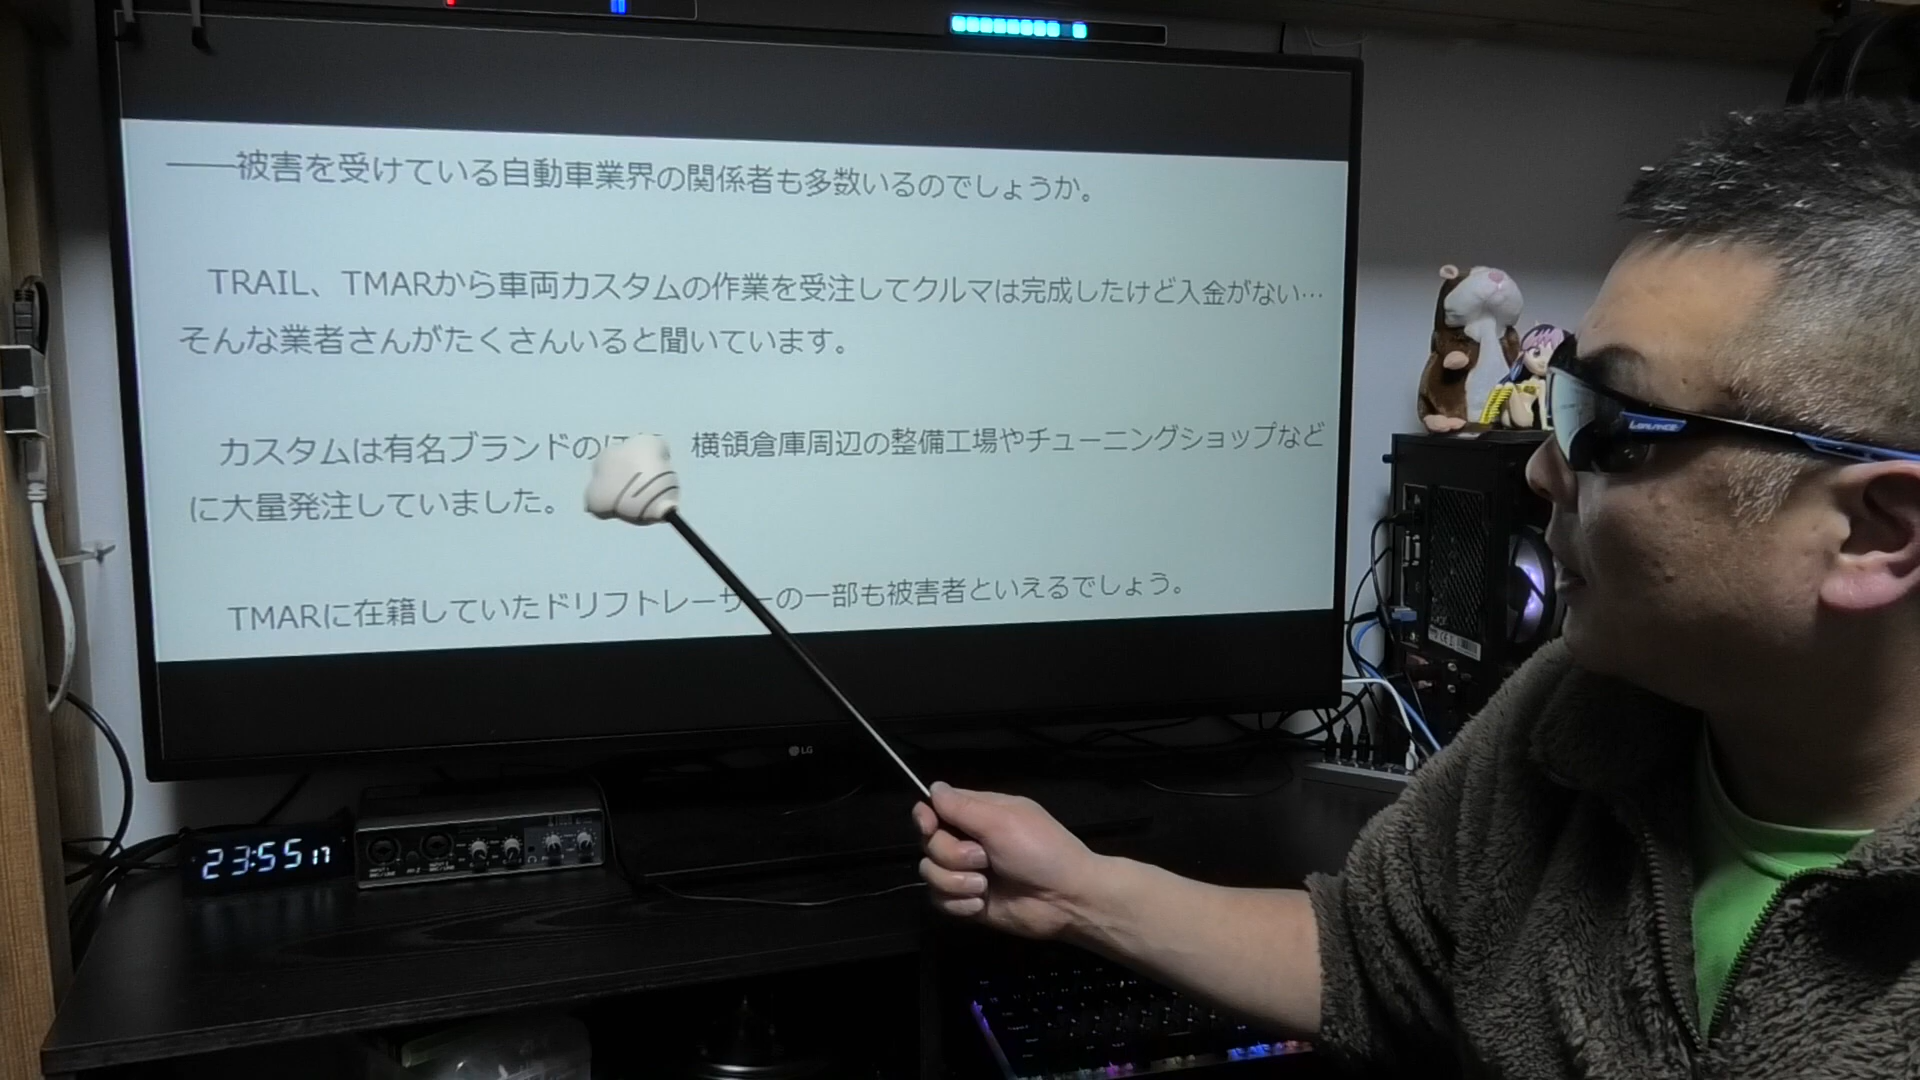 ――被害を受けている自動車業界の関係者も多数いるのでしょうか。
TRAIL、TMARから車両カスタムの作業を受注してクルマは完成したけど入金がない…
そんな業者さんがたくさんいると聞いています。
カスタムは有名ブランドの 横領倉庫周辺の整備工場やチューニングショップなど
に大量発注していました。
TMARに在籍していたドリフトレーサーの一部も被害者といえるでしょう。
LG
23:55 17